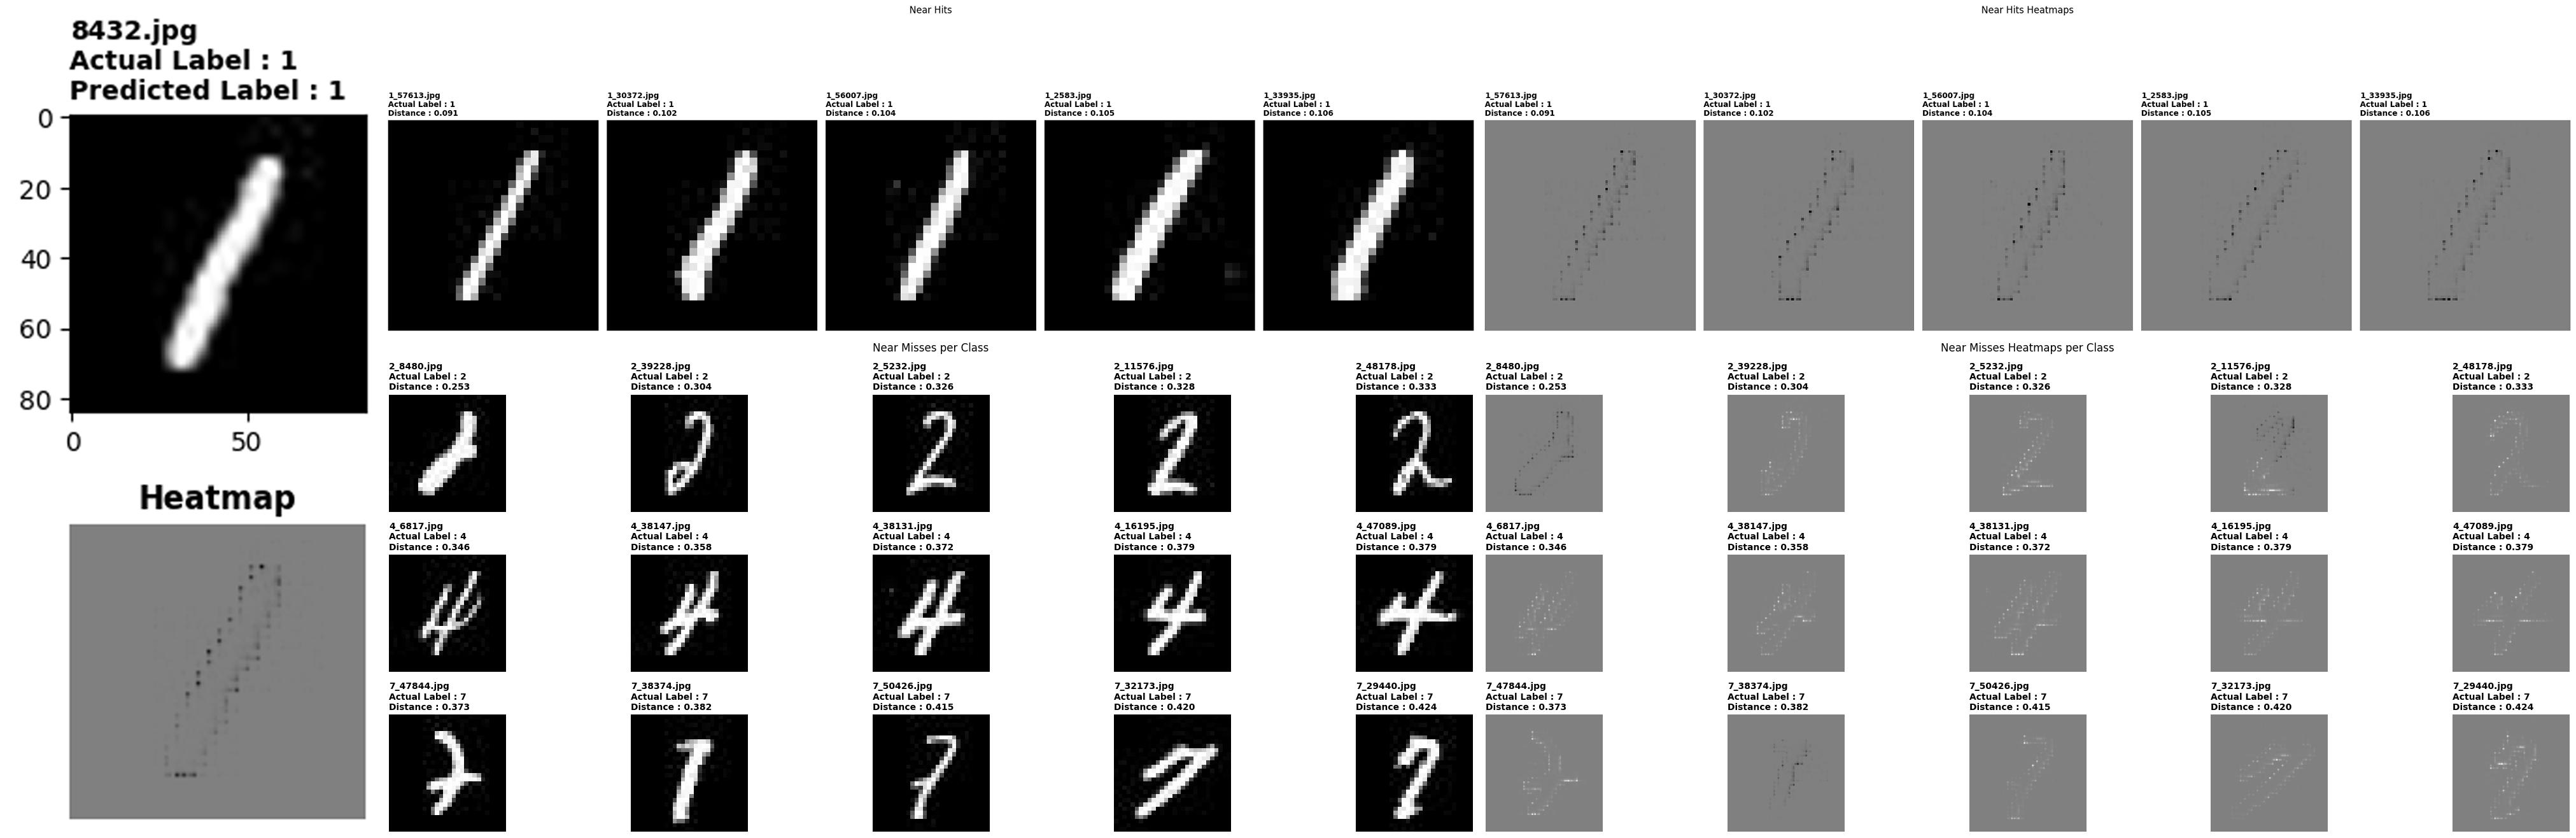 Near Hits
Near Hits Heatmaps
8432.jpg
Actual Label : 1
Predicted Label : 1
0
20
40
60
80
0
50
Heatmap
1_57613.jpg
Actual Label : 1
Distance : 0.091
1_30372.jpg
Actual Label : 1
Distance : 0.102
1_56007.jpg
Actual Label : 1
Distance : 0.104
1_2583.jpg
Actual Label : 1
Distance : 0.105
1_33935.jpg
Actual Label : 1
Distance : 0.106
1_57613.jpg
Actual Label : 1
Distance : 0.091
1_30372.jpg
Actual Label : 1
Distance : 0.102
1_56007.jpg
Actual Label : 1
Distance : 0.104
1_2583.jpg
Actual Label : 1
Distance : 0.105
1_33935.jpg
Actual Label : 1
Distance : 0.106
Near Misses per Class
Near Misses Heatmaps per Class
2_8480.jpg
Actual Label : 2
Distance : 0.253
2_39228.jpg
Actual Label : 2
Distance : 0.304
2_5232.jpg
Actual Label : 2
Distance : 0.326
2_11576.jpg
Actual Label : 2
Distance : 0.328
2_48178.jpg
Actual Label : 2
Distance : 0.333
2_8480.jpg
Actual Label : 2
Distance : 0.253
2_39228.jpg
Actual Label : 2
Distance : 0.304
2_5232.jpg
Actual Label : 2
Distance : 0.326
2_11576.jpg
Actual Label : 2
Distance : 0.328
2_48178.jpg
Actual Label : 2
Distance : 0.333
4_6817.jpg
Actual Label : 4
Distance : 0.346
4_38147.jpg
Actual Label : 4
Distance : 0.358
4_38131.jpg
Actual Label : 4
Distance : 0.372
4_16195.jpg
Actual Label : 4
Distance : 0.379
4_47089.jpg
Actual Label : 4
Distance : 0.379
4_6817.jpg
Actual Label : 4
Distance : 0.346
4_38147.jpg
Actual Label : 4
Distance : 0.358
4_38131.jpg
Actual Label : 4
Distance : 0.372
4_16195.jpg
Actual Label : 4
Distance : 0.379
4_47089.jpg
Actual Label : 4
Distance : 0.379
7_47844.jpg
Actual Label : 7
Distance : 0.373
7_38374.jpg
Actual Label : 7
Distance : 0.382
7_50426.jpg
Actual Label : 7
Distance : 0.415
7_32173.jpg
Actual Label : 7
Distance : 0.420
7_29440.jpg
Actual Label : 7
Distance : 0.424
7_47844.jpg
Actual Label : 7
Distance : 0.373
7_38374.jpg
Actual Label : 7
Distance : 0.382
7_50426.jpg
Actual Label : 7
Distance : 0.415
7_32173.jpg
Actual Label : 7
Distance : 0.420
7_29440.jpg
Actual Label : 7
Distance : 0.424